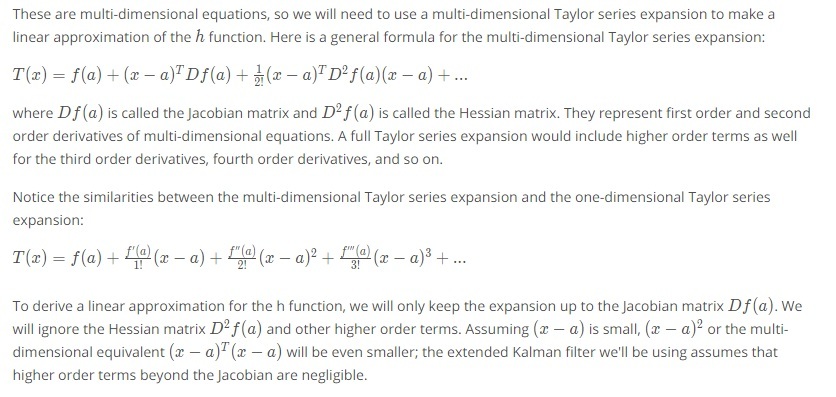 These are multi-dimensional equations, so we will need to use a multi-dimensional Taylor series expansion to make a
linear approximation of the h function. Here is a general formula for the multi-dimensional Taylor series expansion:
T(x) = f(a) + (x − a)ᵀDf(a) + 1/2!(x − a)ᵀD²f(a)(x − a) + ...
where Df(a) is called the Jacobian matrix and D²f(a) is called the Hessian matrix. They represent first order and second
order derivatives of multi-dimensional equations. A full Taylor series expansion would include higher order terms as well
for the third order derivatives, fourth order derivatives, and so on.
Notice the similarities between the multi-dimensional Taylor series expansion and the one-dimensional Taylor series
expansion:
T(x) = f(a) + f′(a)/1!(x − a) + f″(a)/2!(x − a)² + f‴(a)/3!(x − a)³ + ...
To derive a linear approximation for the h function, we will only keep the expansion up to the Jacobian matrix Df(a). We
will ignore the Hessian matrix D²f(a) and other higher order terms. Assuming (x − a) is small, (x − a)² or the multi-
dimensional equivalent (x − a)ᵀ(x − a) will be even smaller; the extended Kalman filter we'll be using assumes that
higher order terms beyond the Jacobian are negligible.